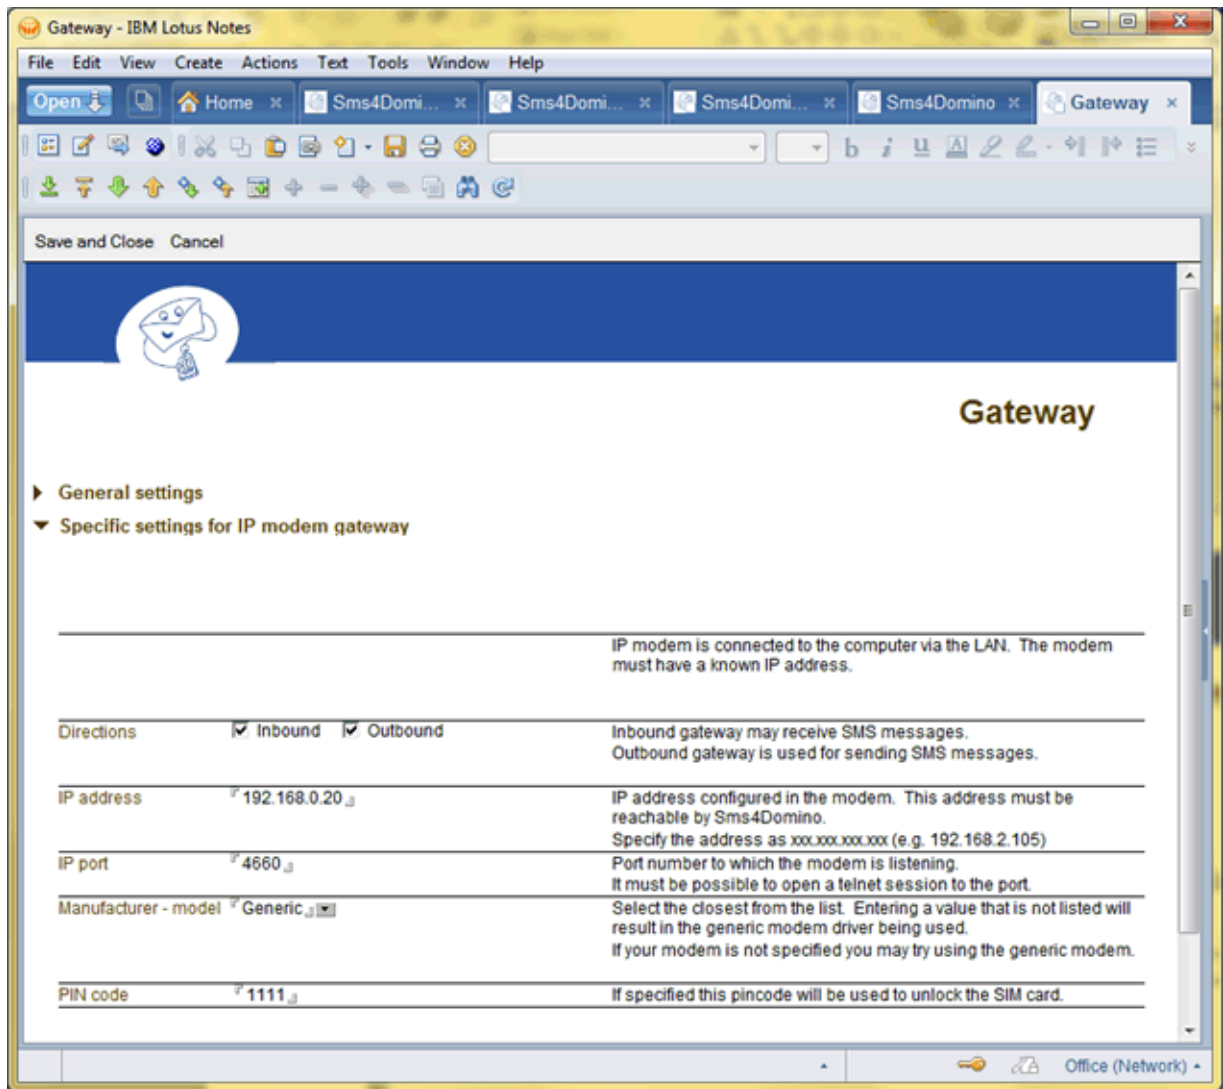 Gateway - IBM Lotus Notes
File Edit View Create Actions Text Tools Window Help
Open Home Sms4Domi... Sms4Domi... Sms4Domi... Sms4Domino Gateway
b i u A
Save and Close Cancel
Gateway
General settings
Specific settings for IP modem gateway
IP modem is connected to the computer via the LAN. The modem
must have a known IP address.
Directions Inbound Outbound Inbound gateway may receive SMS messages.
Outbound gateway is used for sending SMS messages.
IP address 192.168.0.20 IP address configured in the modem. This address must be
reachable by Sms4Domino.
Specify the address as xxx.xxx.xxx.xxx (e.g. 192.168.2.105)
IP port 4660 Port number to which the modem is listening.
It must be possible to open a telnet session to the port.
Manufacturer - model Generic Select the closest from the list. Entering a value that is not listed will
result in the generic modem driver being used.
If your modem is not specified you may try using the generic modem.
PIN code 1111 If specified this pincode will be used to unlock the SIM card.
Office (Network)